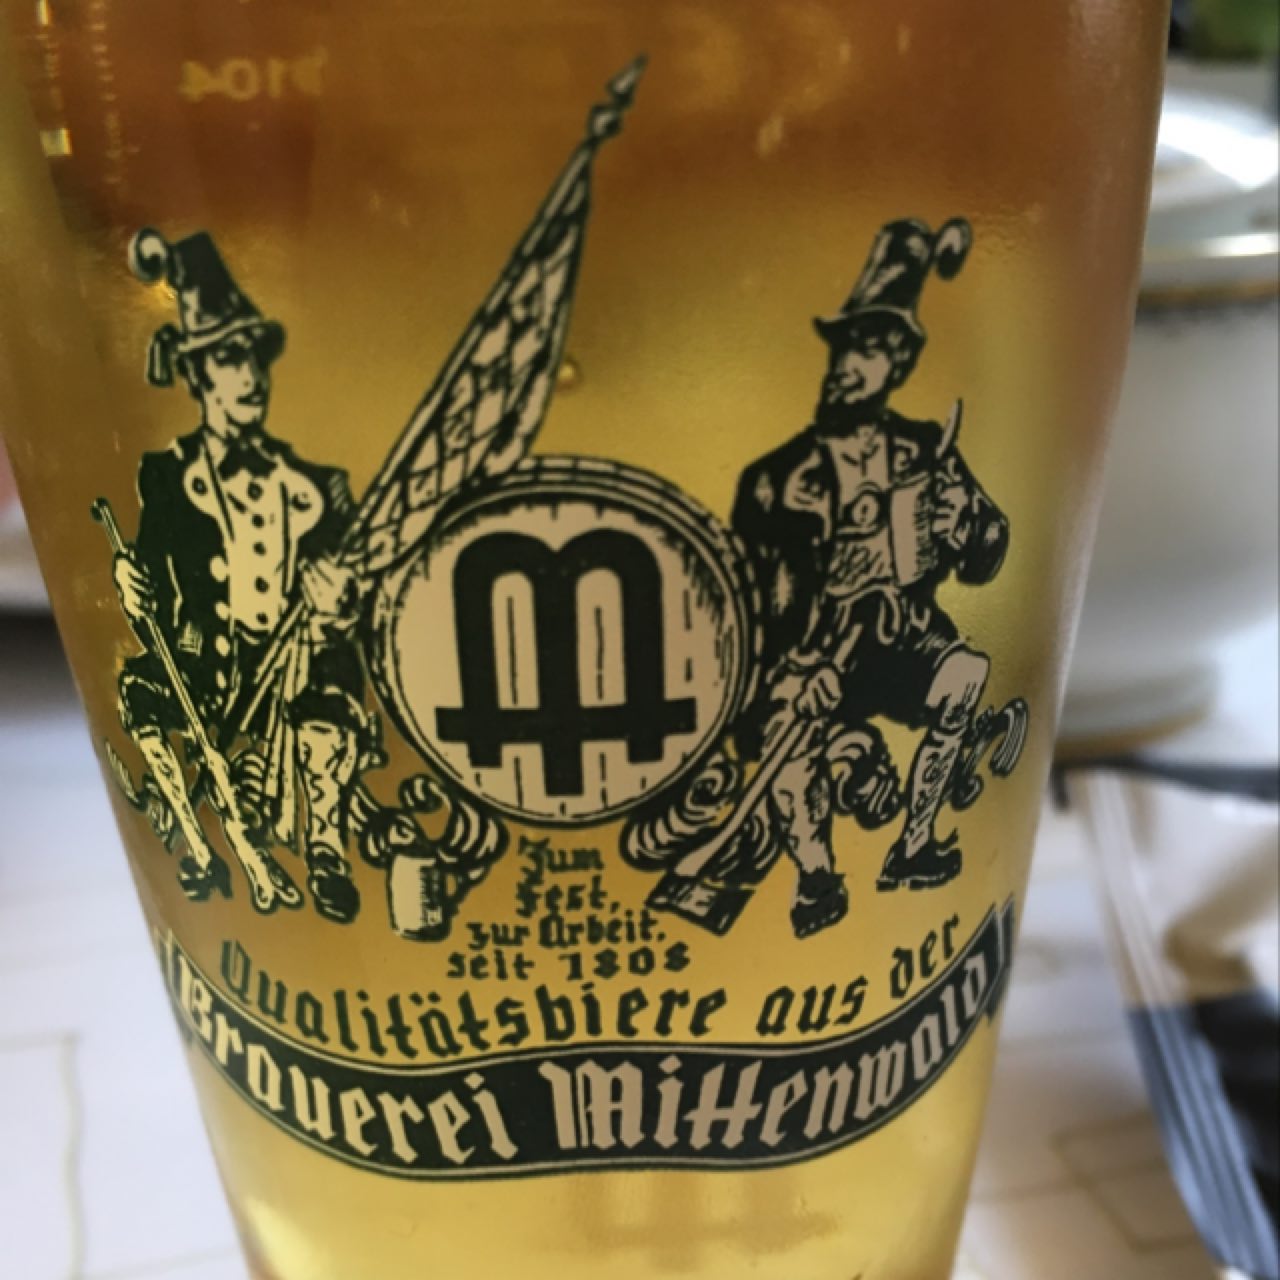 Zum
Fest,
zur Arbeit.
seit 1808
Qualitätsbiere aus der
Brauerei Mittenwald